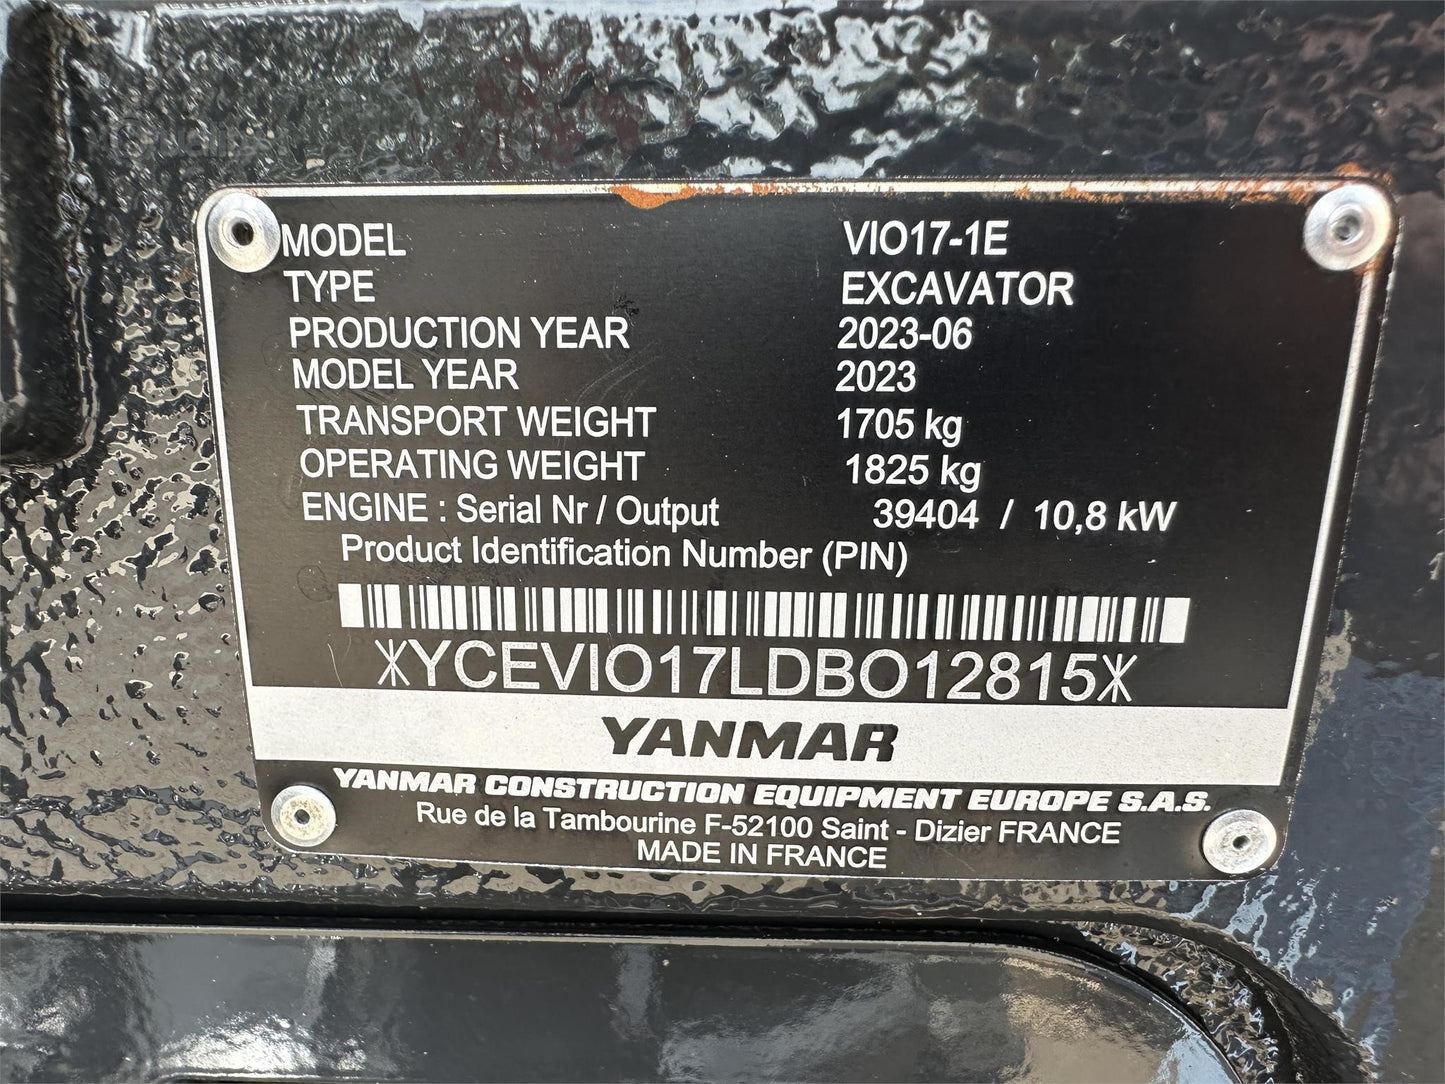 MODEL VIO17-1E
TYPE EXCAVATOR
PRODUCTION YEAR 2023-06
MODEL YEAR 2023
TRANSPORT WEIGHT 1705 kg
OPERATING WEIGHT 1825 kg
ENGINE : Serial Nr / Output 39404 / 10,8 kW
Product Identification Number (PIN)
*YCEVIO17LDBO12815*
YANMAR
YANMAR CONSTRUCTION EQUIPMENT EUROPE S.A.S.
Rue de la Tambourine F-52100 Saint - Dizier FRANCE
MADE IN FRANCE